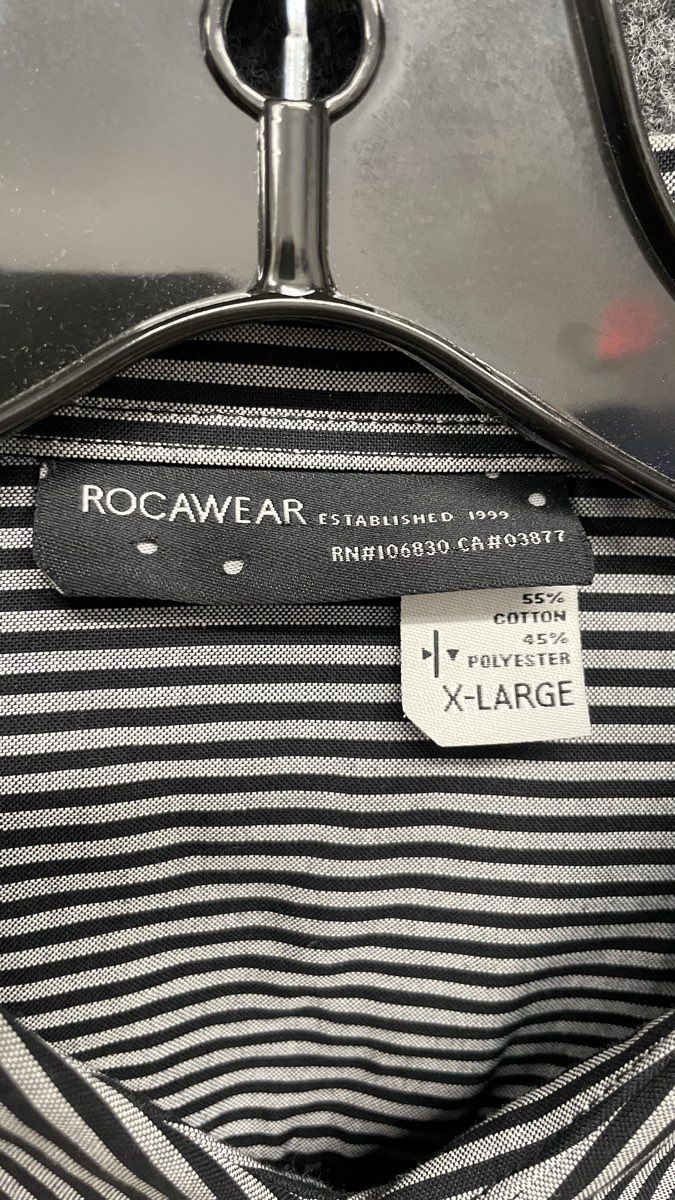 ROCAWEAR ESTABLISHED 1999
RN#106830 CA#03877
55%
COTTON
45%
POLYESTER
X-LARGE